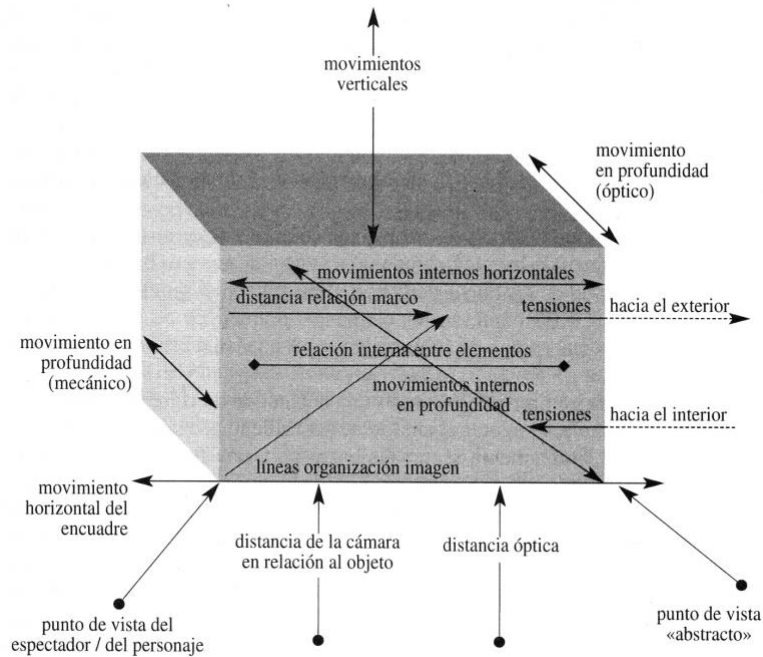 movimientos
verticales
movimiento
en profundidad
(óptico)
movimientos internos horizontales
distancia relación marco
tensiones hacia el exterior
movimiento en
profundidad
(mecánico)
relación interna entre elementos
movimientos internos
en profundidad
tensiones hacia el interior
líneas organización imagen
movimiento
horizontal del
encuadre
distancia de la cámara
en relación al objeto
distancia óptica
punto de vista del
espectador / del personaje
punto de vista
«abstracto»